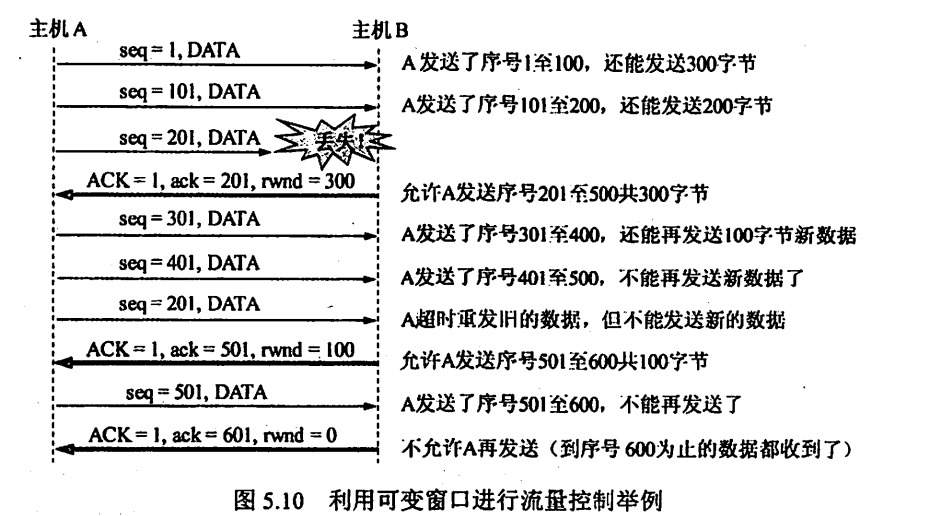 主机 A 主机 B
seq = 1, DATA A发送了序号1至100，还能发送300字节
seq = 101, DATA A发送了序号101至200，还能发送200字节
seq = 201, DATA 丢失！
ACK = 1, ack = 201, rwnd = 300 允许A发送序号201至500共300字节
seq = 301, DATA A发送了序号301至400，还能再发送100字节新数据
seq = 401, DATA A发送了序号401至500，不能再发送新数据了
seq = 201, DATA A超时重发旧的数据，但不能发送新的数据
ACK = 1, ack = 501, rwnd = 100 允许A发送序号501至600共100字节
seq = 501, DATA A发送了序号501至600，不能再发送了
ACK = 1, ack = 601, rwnd = 0 不允许A再发送（到序号 600为止的数据都收到了）
图 5.10 利用可变窗口进行流量控制举例